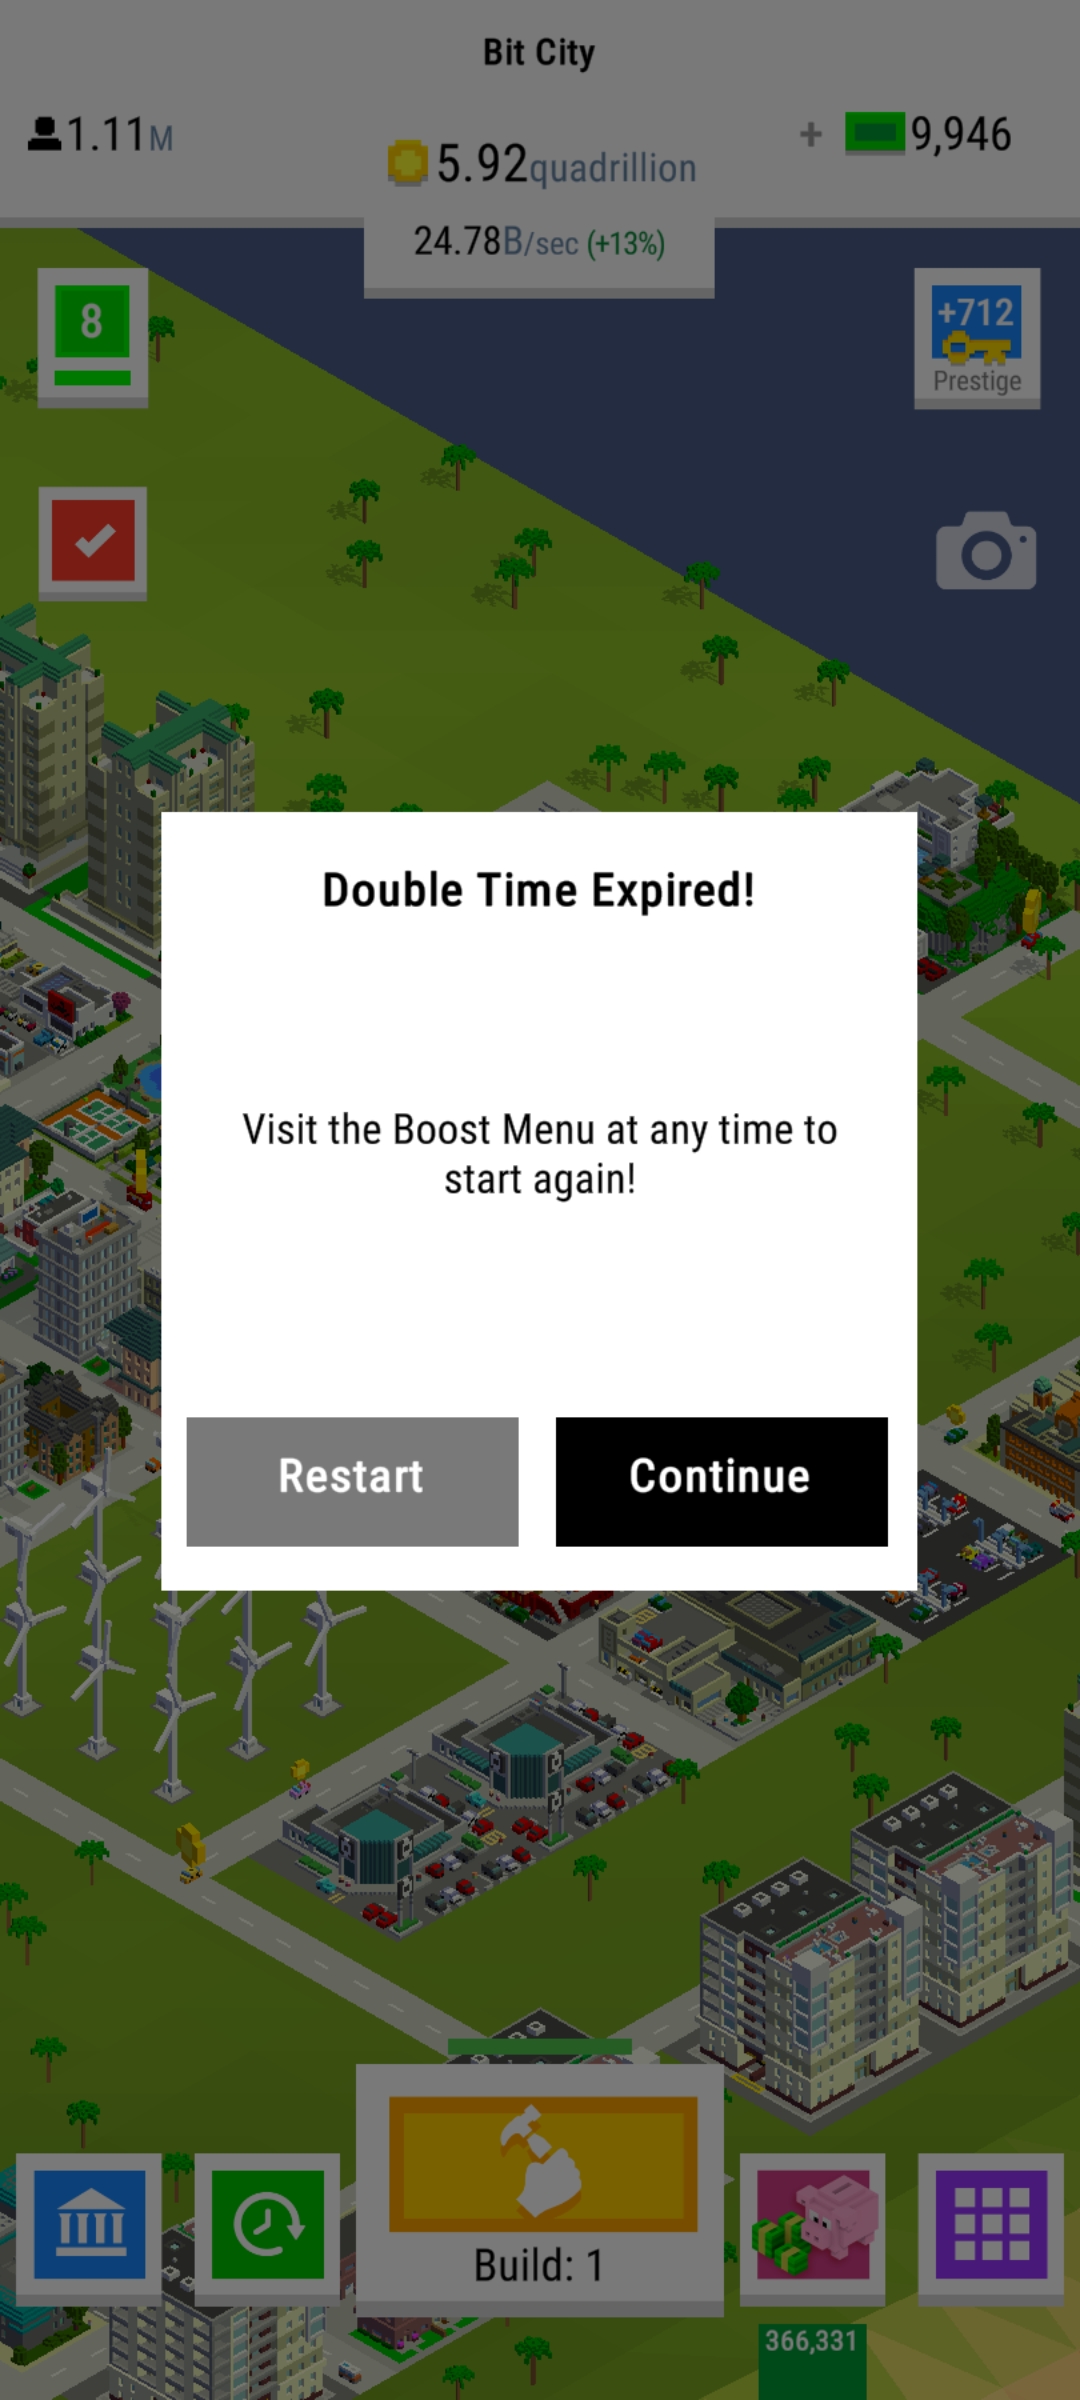 Bit City
1.11M
5.92quadrillion
+ 9,946
24.78B/sec (+13%)
8
+712
Prestige
Double Time Expired!
Visit the Boost Menu at any time to
start again!
Restart
Continue
Build: 1
366,331